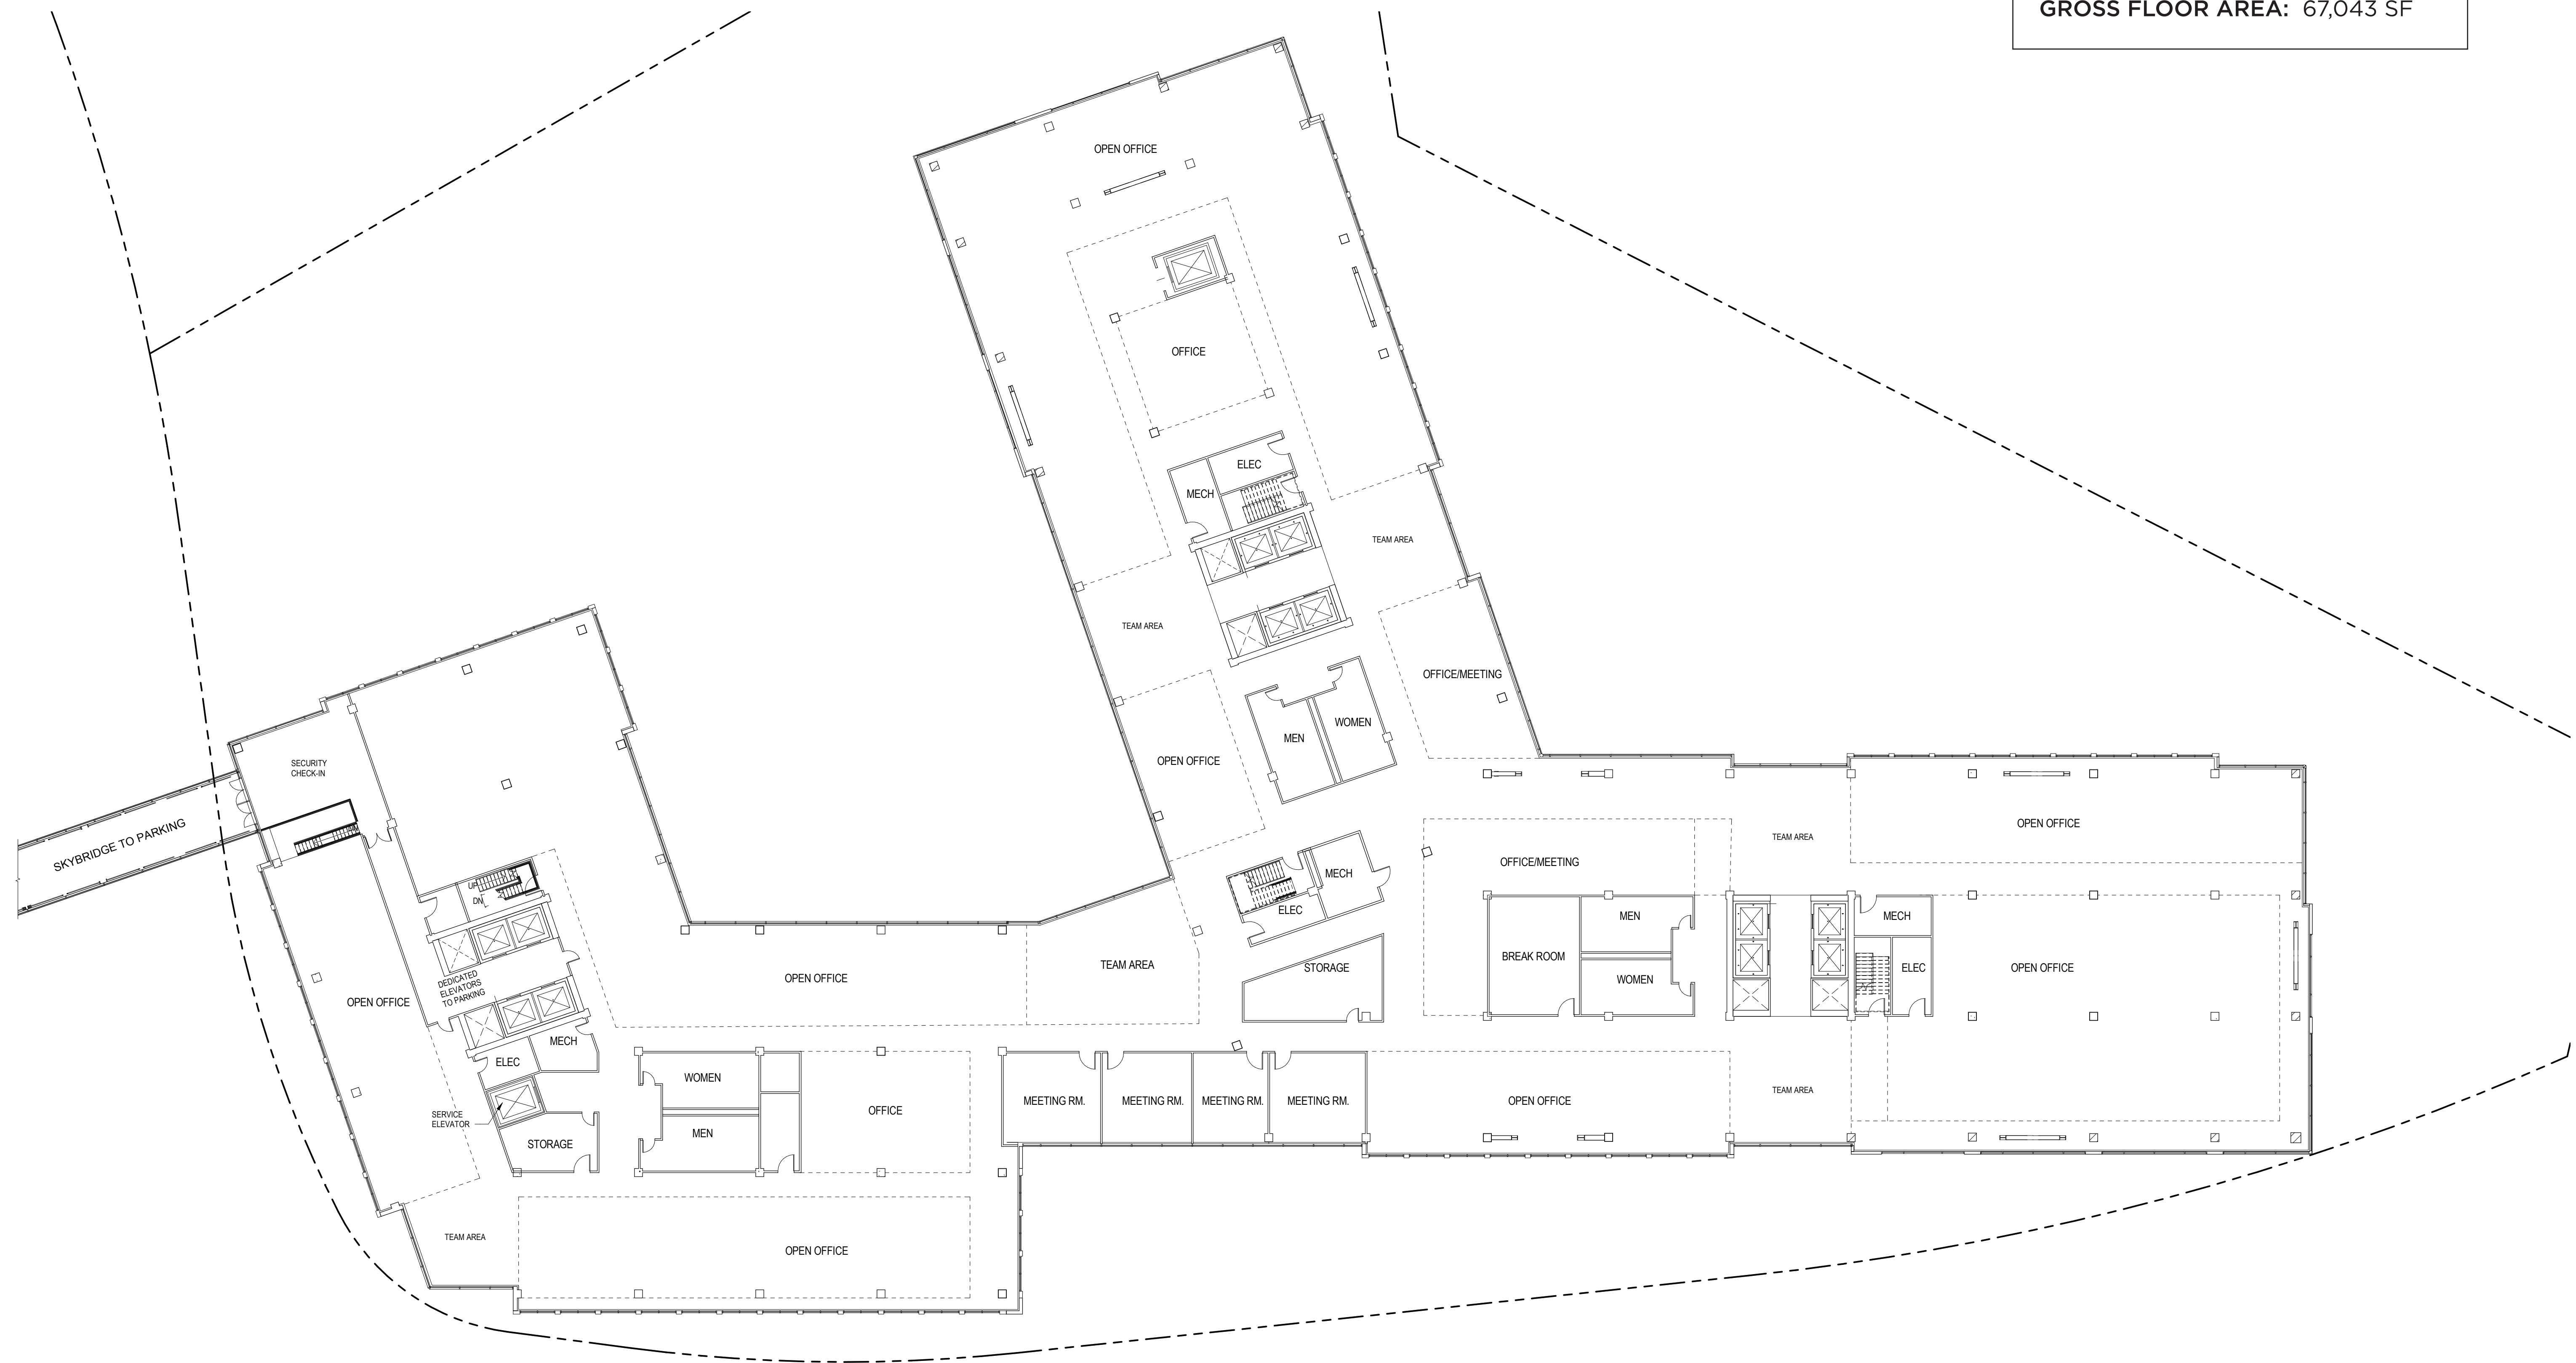 GROSS FLOOR AREA: 67,043 SF
OPEN OFFICE
OFFICE
ELEC
MECH
TEAM AREA
TEAM AREA
OFFICE/MEETING
WOMEN
MEN
OPEN OFFICE
SECURITY
CHECK-IN
SKYBRIDGE TO PARKING
UP
DN
MECH
ELEC
OFFICE/MEETING
TEAM AREA
OPEN OFFICE
DEDICATED
ELEVATORS
TO PARKING
OPEN OFFICE
OPEN OFFICE
TEAM AREA
STORAGE
BREAK ROOM
MEN
WOMEN
MECH
ELEC
OPEN OFFICE
MECH
ELEC
SERVICE
ELEVATOR
STORAGE
WOMEN
MEN
OFFICE
MEETING RM.
MEETING RM.
MEETING RM.
MEETING RM.
OPEN OFFICE
TEAM AREA
TEAM AREA
OPEN OFFICE